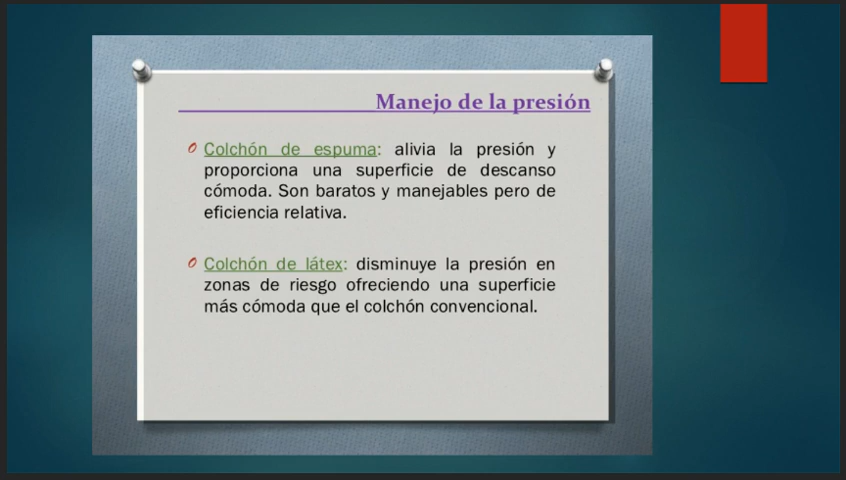 Manejo de la presión
Colchón de espuma: alivia la presión y
proporciona una superficie de descanso
cómoda. Son baratos y manejables pero de
eficiencia relativa.
Colchón de látex: disminuye la presión en
zonas de riesgo ofreciendo una superficie
más cómoda que el colchón convencional.